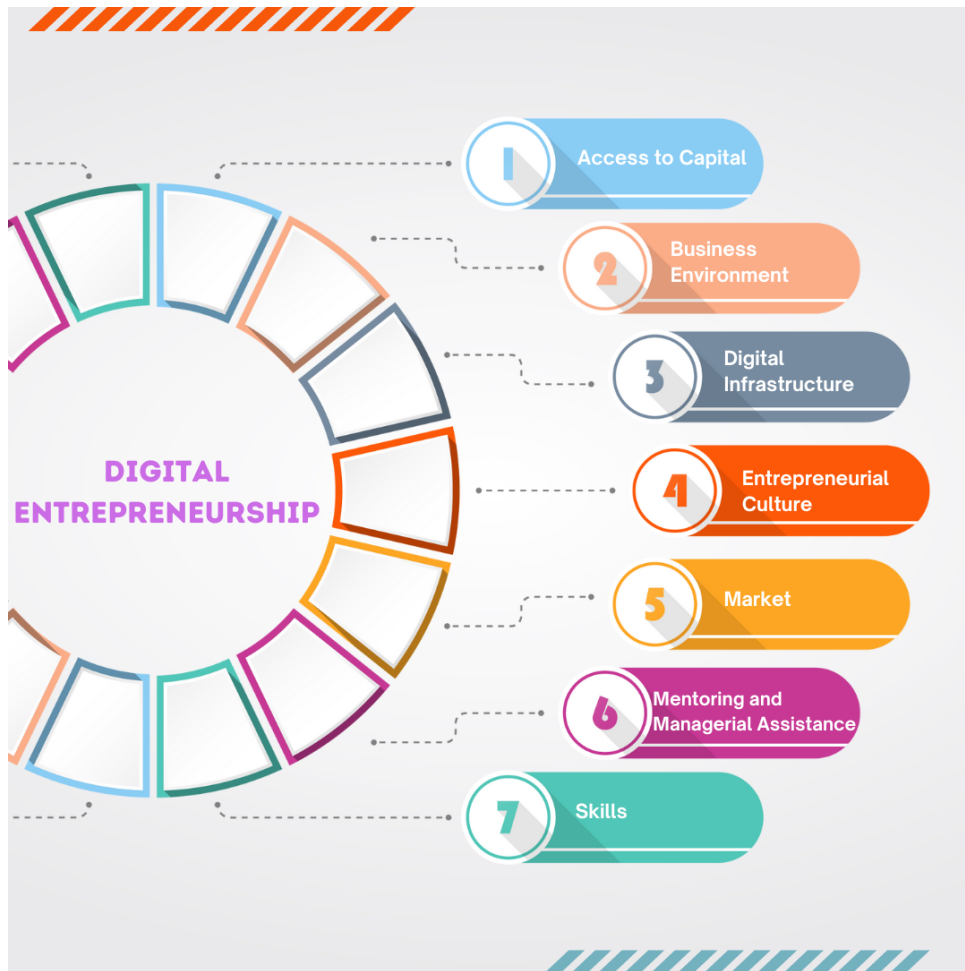 DIGITAL
ENTREPRENEURSHIP
1
Access to Capital
2
Business
Environment
3
Digital
Infrastructure
4
Entrepreneurial
Culture
5
Market
6
Mentoring and
Managerial Assistance
7
Skills